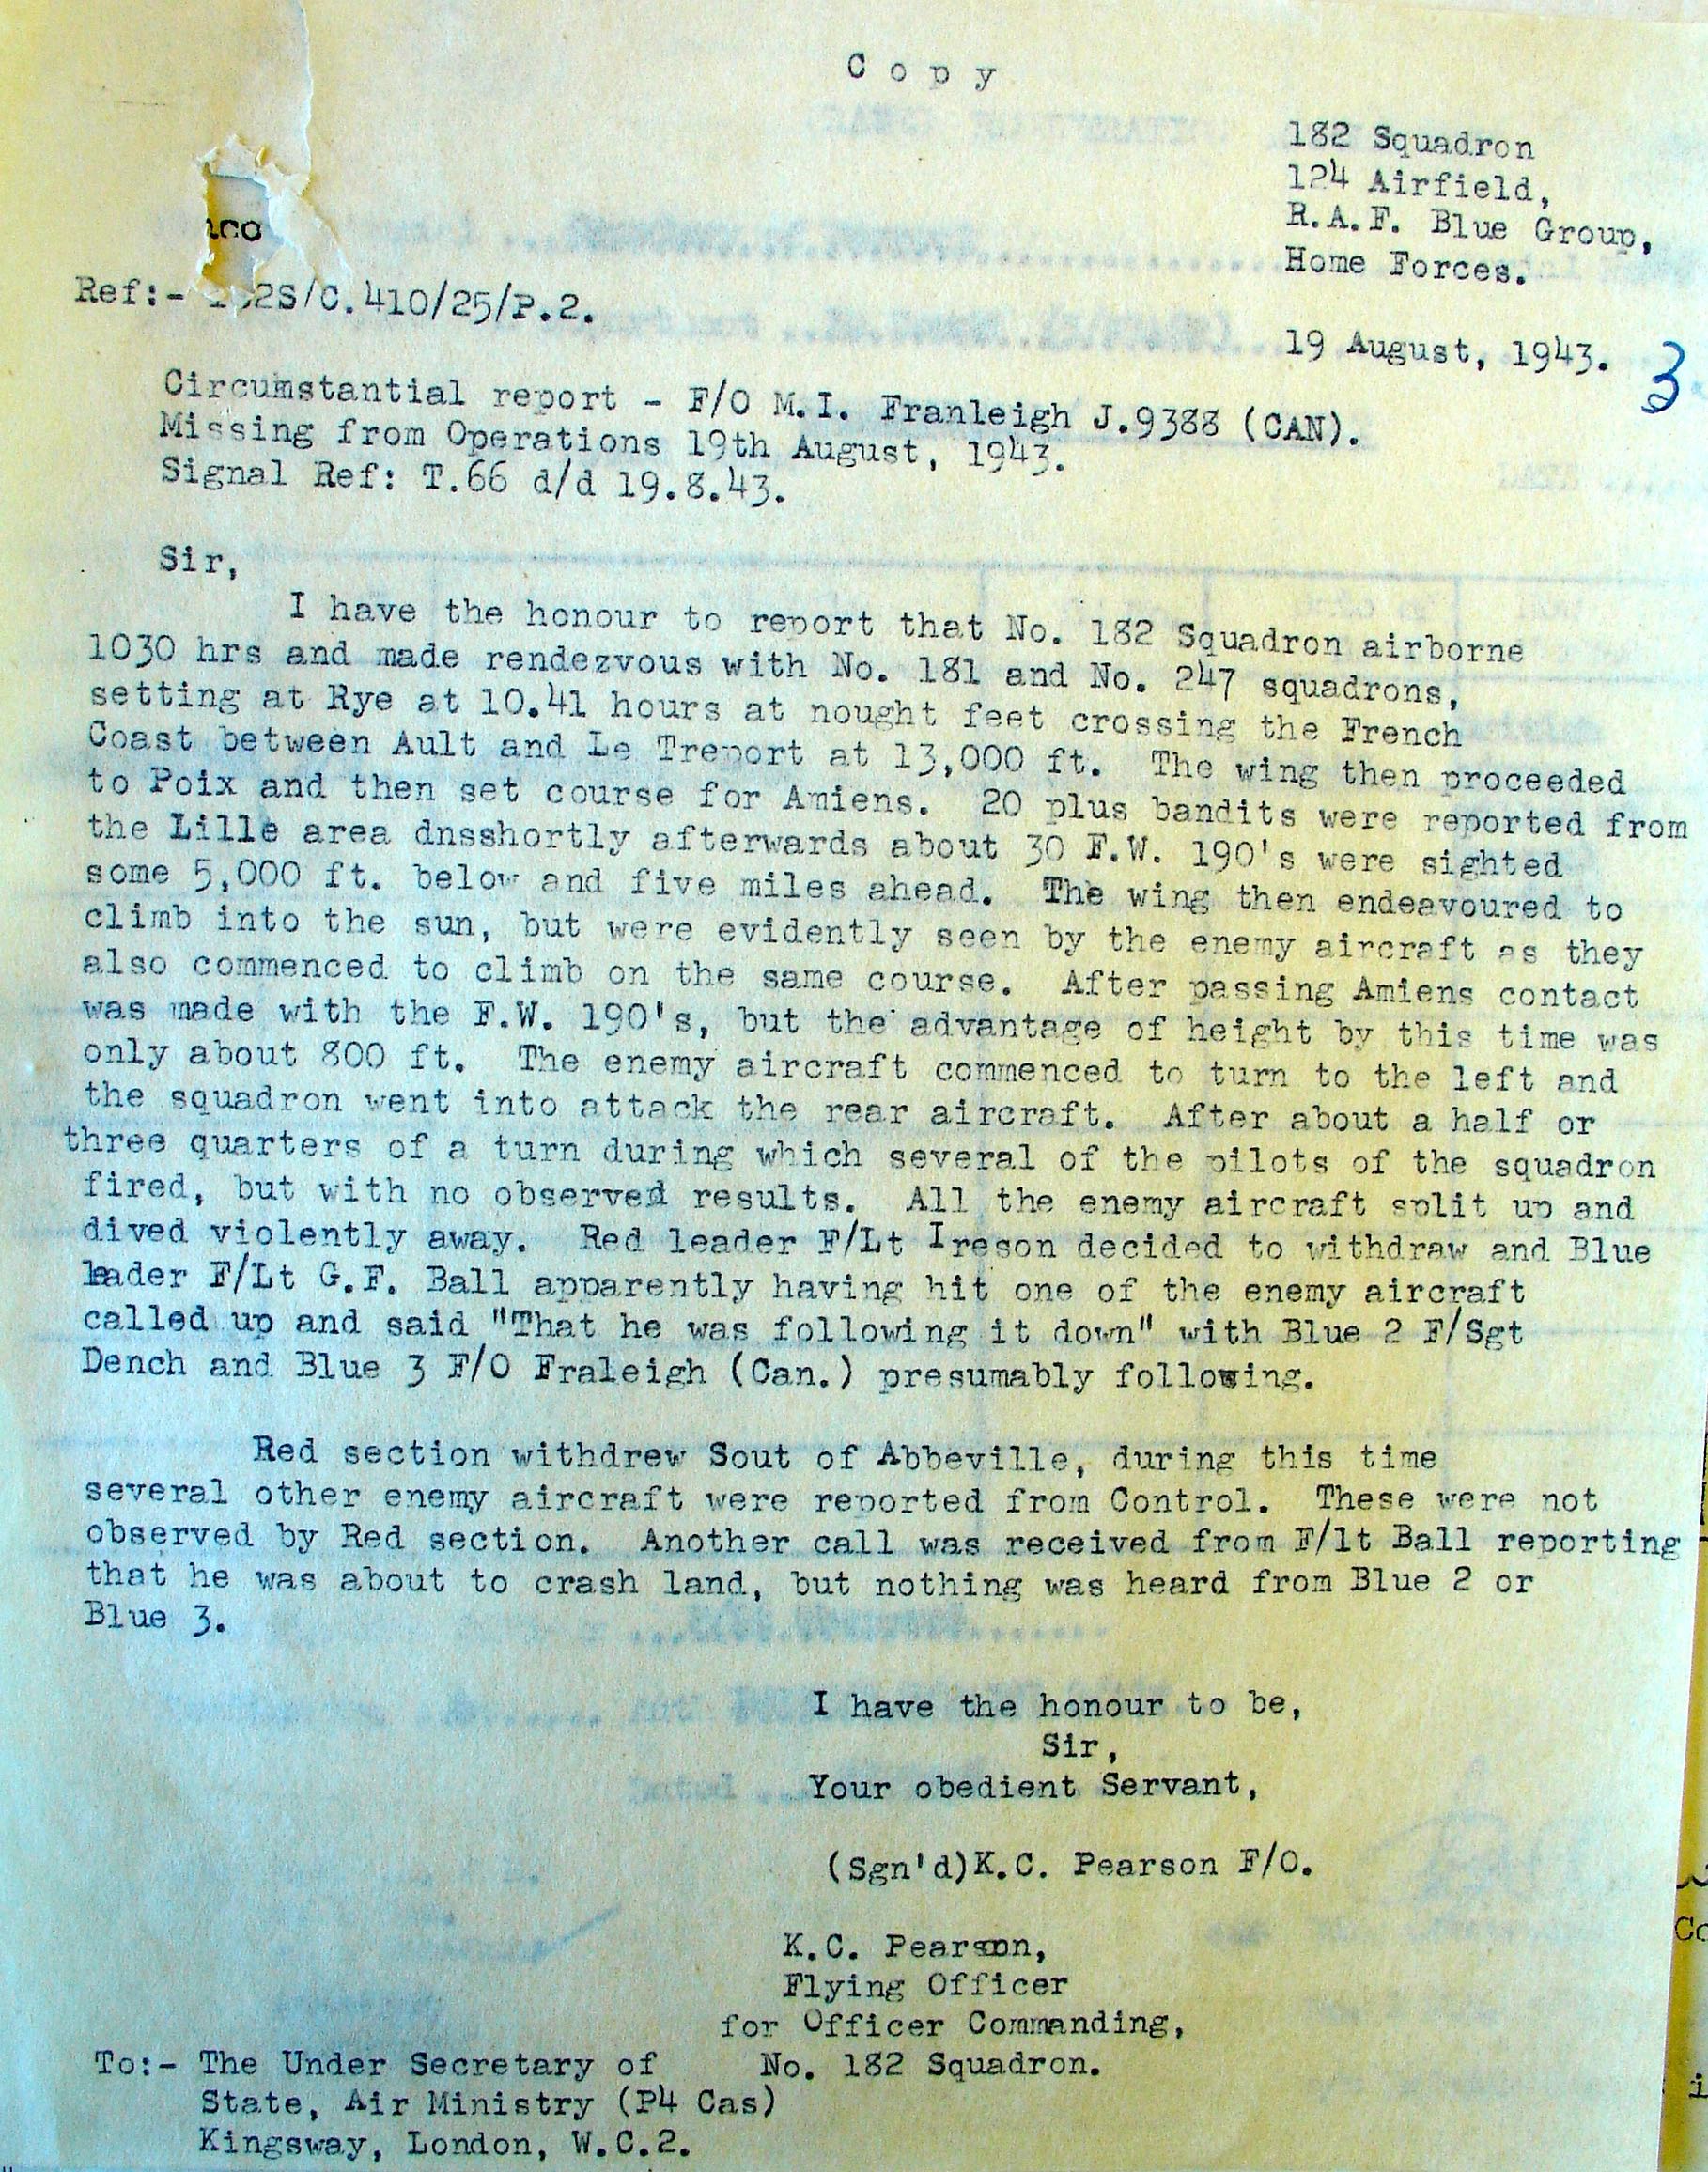 Copy
182 Squadron
124 Airfield,
R.A.F. Blue Group,
Home Forces.
Ref:- 2S/C.410/25/P.2.
19 August, 1943.
3
Circumstantial report - F/O M.I. Franleigh J.9388 (CAN).
Missing from Operations 19th August, 1943.
Signal Ref: T.66 d/d 19.8.43.
Sir,
I have the honour to report that No. 182 Squadron airborne
1030 hrs and made rendezvous with No. 181 and No. 247 squadrons,
setting at Rye at 10.41 hours at nought feet crossing the French
Coast between Ault and Le Treport at 13,000 ft. The wing then proceeded
to Poix and then set course for Amiens. 20 plus bandits were reported from
the Lille area dnsshortly afterwards about 30 F.W. 190's were sighted
some 5,000 ft. below and five miles ahead. The wing then endeavoured to
climb into the sun, but were evidently seen by the enemy aircraft as they
also commenced to climb on the same course. After passing Amiens contact
was made with the F.W. 190's, but the advantage of height by this time was
only about 800 ft. The enemy aircraft commenced to turn to the left and
the squadron went into attack the rear aircraft. After about a half or
three quarters of a turn during which several of the pilots of the squadron
fired, but with no observed results. All the enemy aircraft split up and
dived violently away. Red leader F/Lt Ireson decided to withdraw and Blue
leader F/Lt G.F. Ball apparently having hit one of the enemy aircraft
called up and said "That he was following it down" with Blue 2 F/Sgt
Dench and Blue 3 F/O Fraleigh (Can.) presumably following.
Red section withdrew Sout of Abbeville, during this time
several other enemy aircraft were reported from Control. These were not
observed by Red section. Another call was received from F/lt Ball reporting
that he was about to crash land, but nothing was heard from Blue 2 or
Blue 3.
I have the honour to be,
Sir,
Your obedient Servant,
(Sgn'd)K.C. Pearson F/O.
K.C. Pearson,
Flying Officer
for Officer Commanding,
No. 182 Squadron.
To:- The Under Secretary of
State, Air Ministry (P4 Cas)
Kingsway, London, W.C.2.